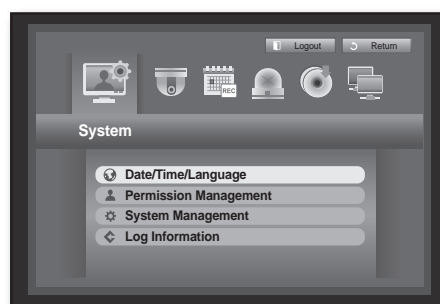 Logout Return
REC
System
Date/Time/Language
Permission Management
System Management
Log Information